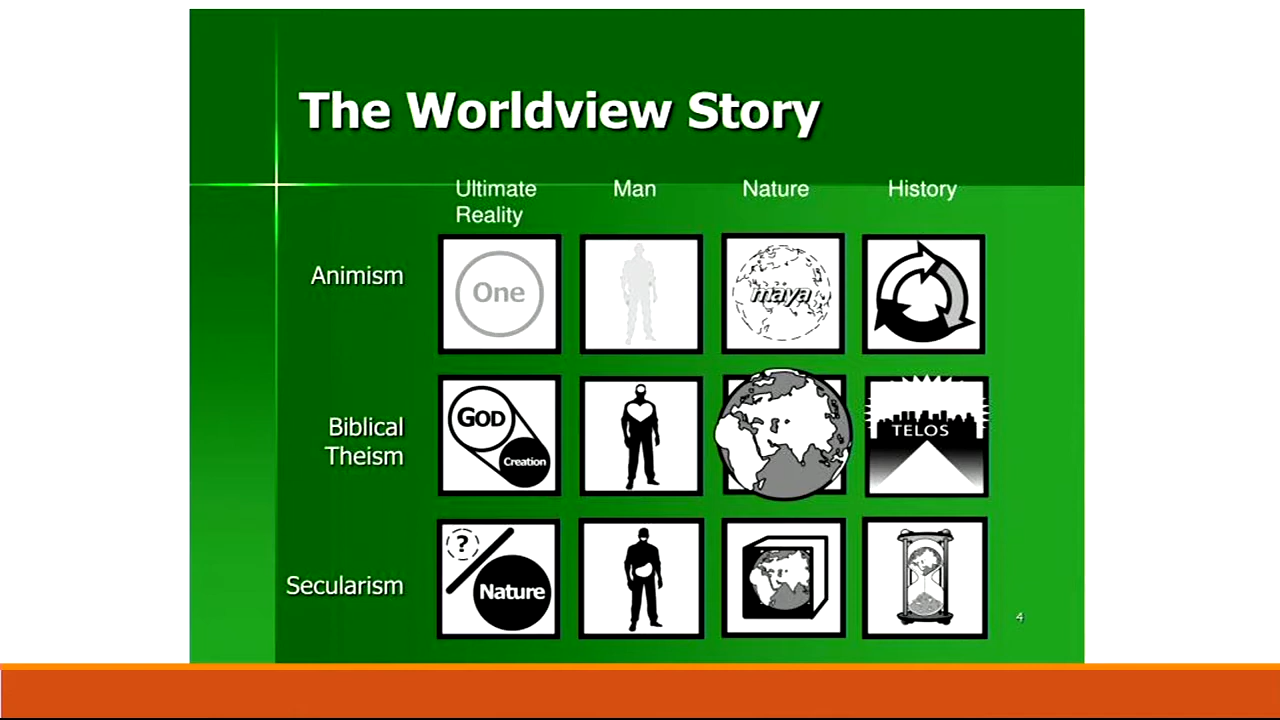 The Worldview Story
Ultimate Reality
Man
Nature
History
Animism
One
maya
Biblical
Theism
GOD
Creation
TELOS
Secularism
?
Nature
4